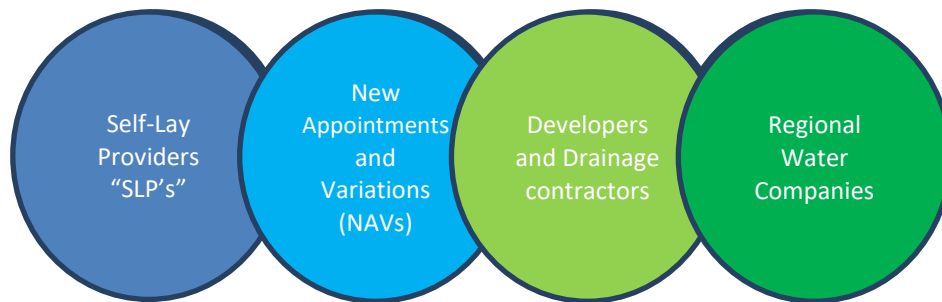 Self-Lay
Providers
“SLP's”
New
Appointments
and
Variations
(NAVs)
Developers
and Drainage
contractors
Regional
Water
Companies